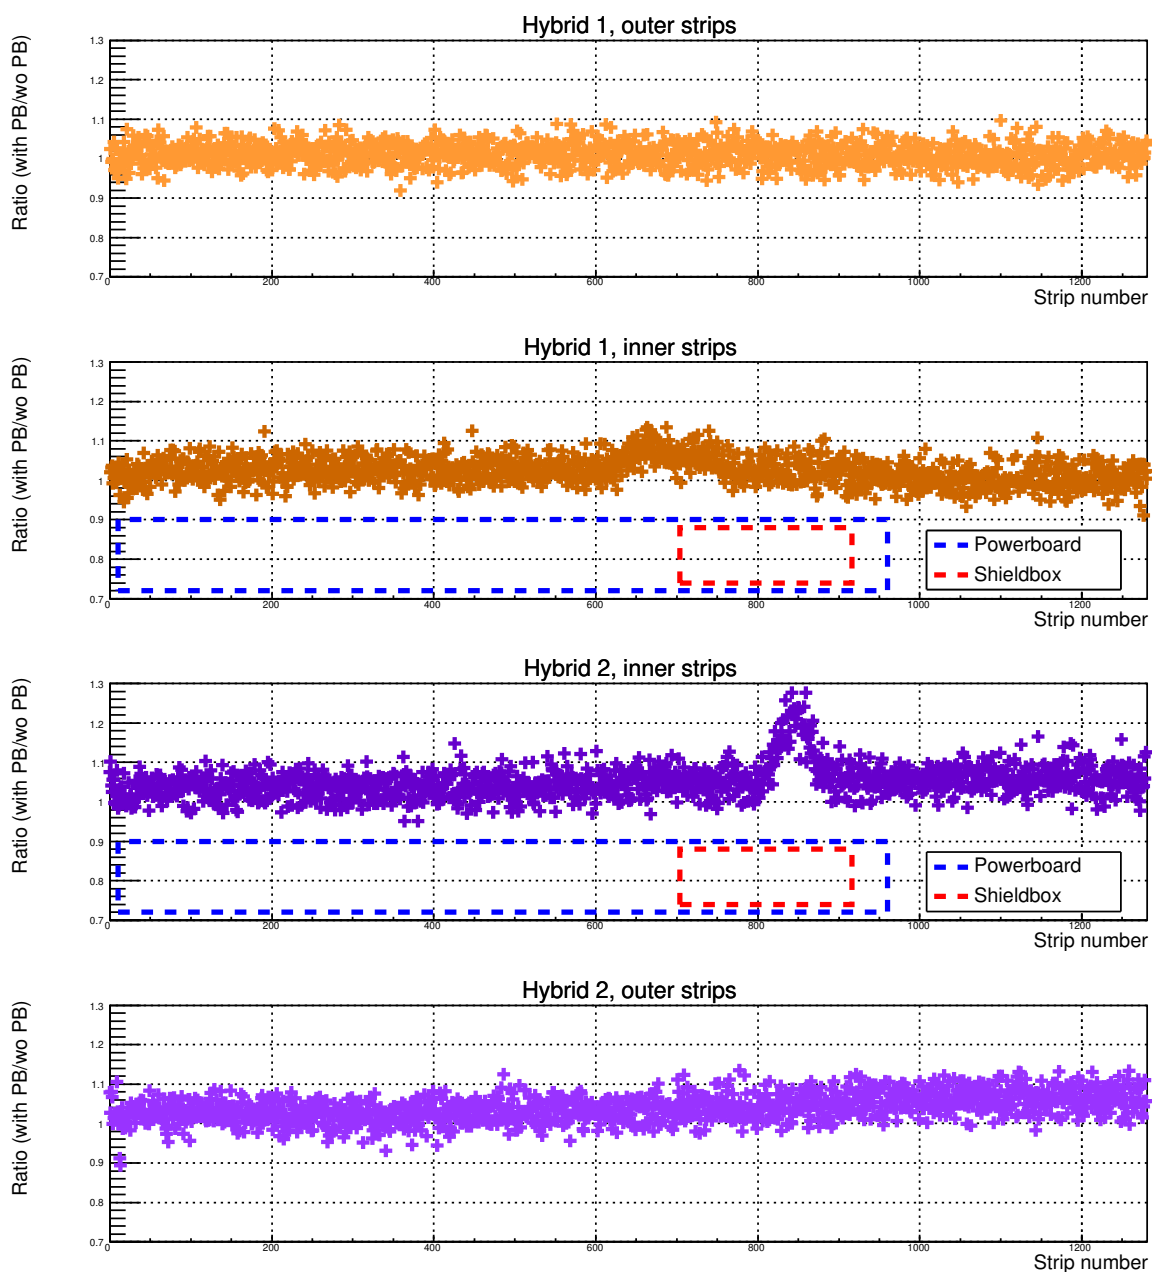 Hybrid 1, outer strips
Ratio (with PB/wo PB)
1.3
1.2
1.1
1
0.9
0.8
0.7
0 200 400 600 800 1000 1200
Strip number
Hybrid 1, inner strips
Ratio (with PB/wo PB)
1.3
1.2
1.1
1.0
0.9
0.8
0.7
Powerboard
Shieldbox
0 200 400 600 800 1000 1200
Strip number
Hybrid 2, inner strips
Ratio (with PB/wo PB)
1.3
1.2
1.1
1
0.9
0.8
0.7
Powerboard
Shieldbox
0 200 400 600 800 1000 1200
Strip number
Hybrid 2, outer strips
Ratio (with PB/wo PB)
1.3
1.2
1.1
1
0.9
0.8
0.7
0 200 400 600 800 1000 1200
Strip number